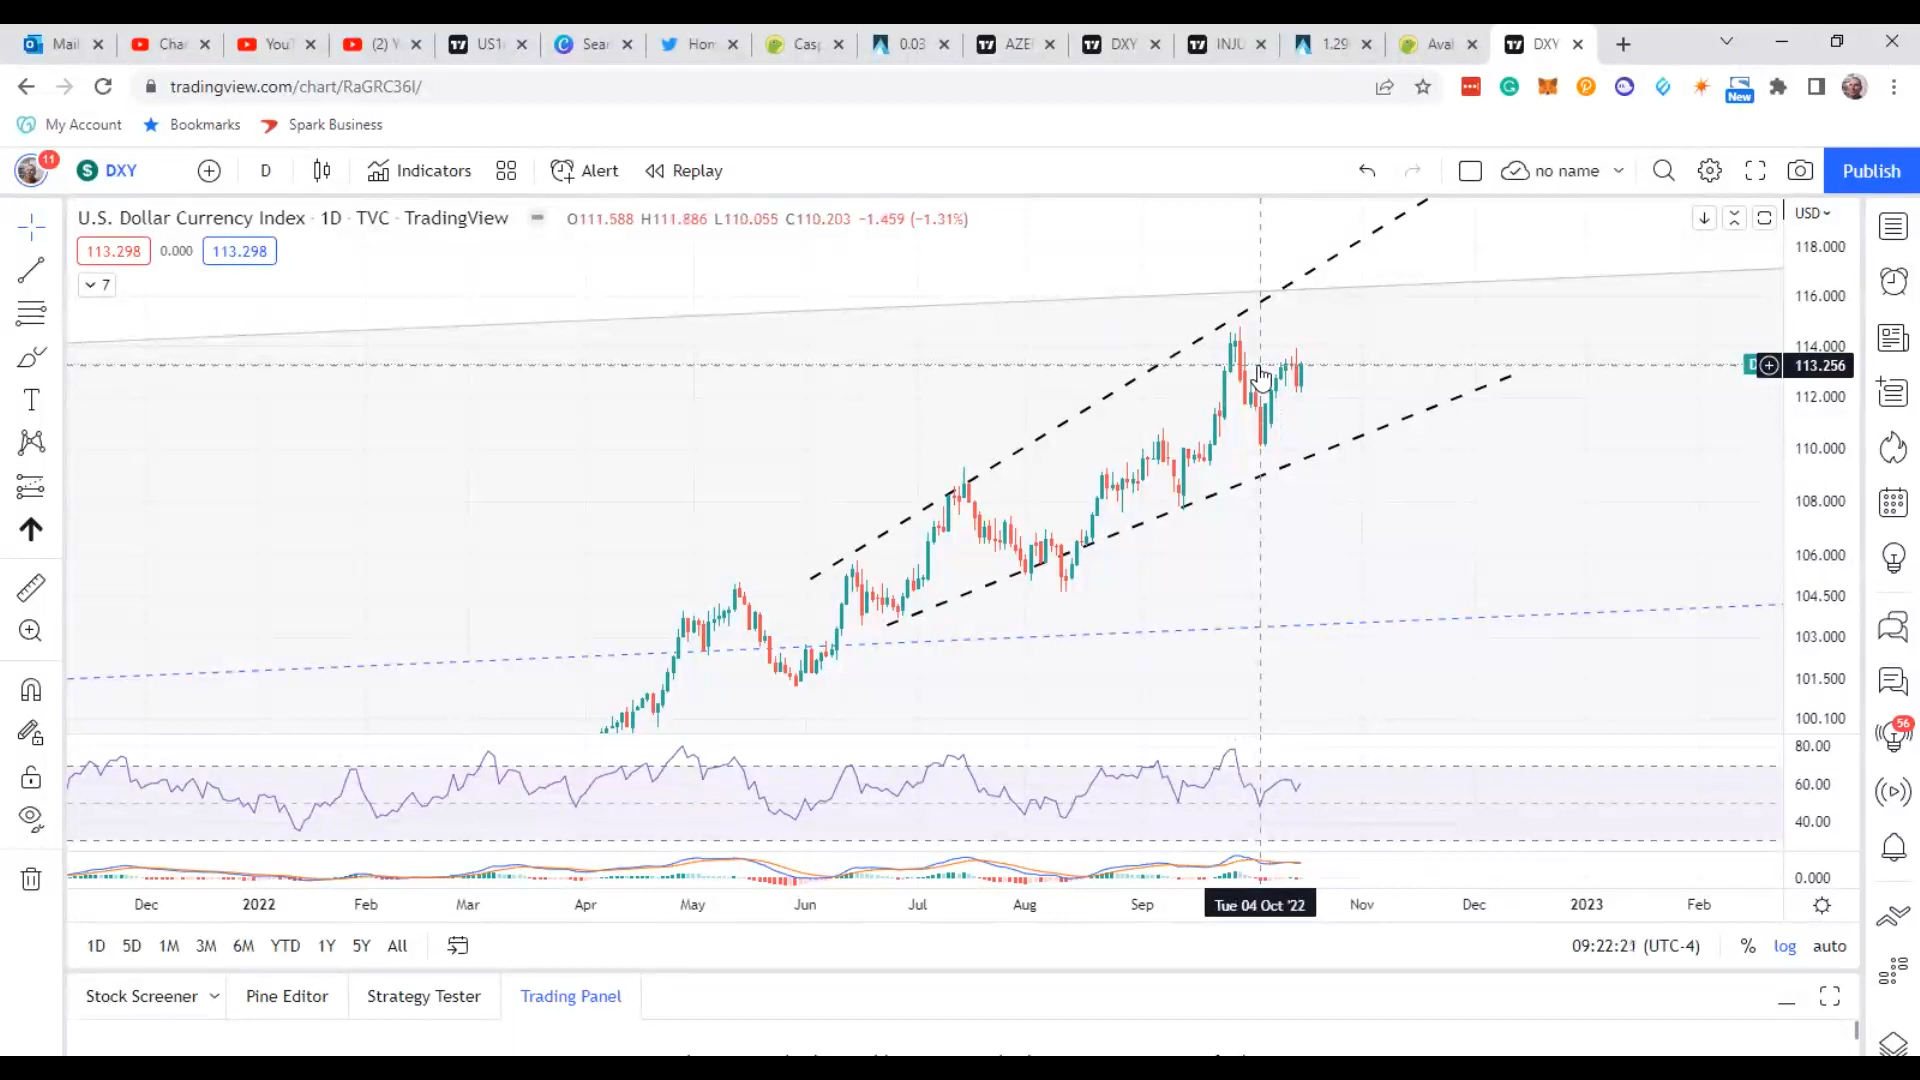 Mail
Cha
YouT
(2) Y
US1
Sear
Hom
Casp
0.03
AZE
DXY
INJU
1.29
Aval
DXY
tradingview.com/chart/RaGRC36I/
New
My Account
Bookmarks
Spark Business
11
S DXY
D
Indicators
Alert
Replay
no name
Publish
U.S. Dollar Currency Index · 1D · TVC · TradingView
O111.588 H111.886 L110.055 C110.203 −1.459 (−1.31%)
USD
113.298
0.000
113.298
7
118.000
116.000
114.000
113.256
112.000
110.000
108.000
106.000
104.500
103.000
101.500
100.100
80.00
60.00
40.00
0.000
56
Dec
2022
Feb
Mar
Apr
May
Jun
Jul
Aug
Sep
Tue 04 Oct '22
Nov
Dec
2023
Feb
1D 5D 1M 3M 6M YTD 1Y 5Y All
09:22:21 (UTC-4)
% log auto
Stock Screener
Pine Editor
Strategy Tester
Trading Panel